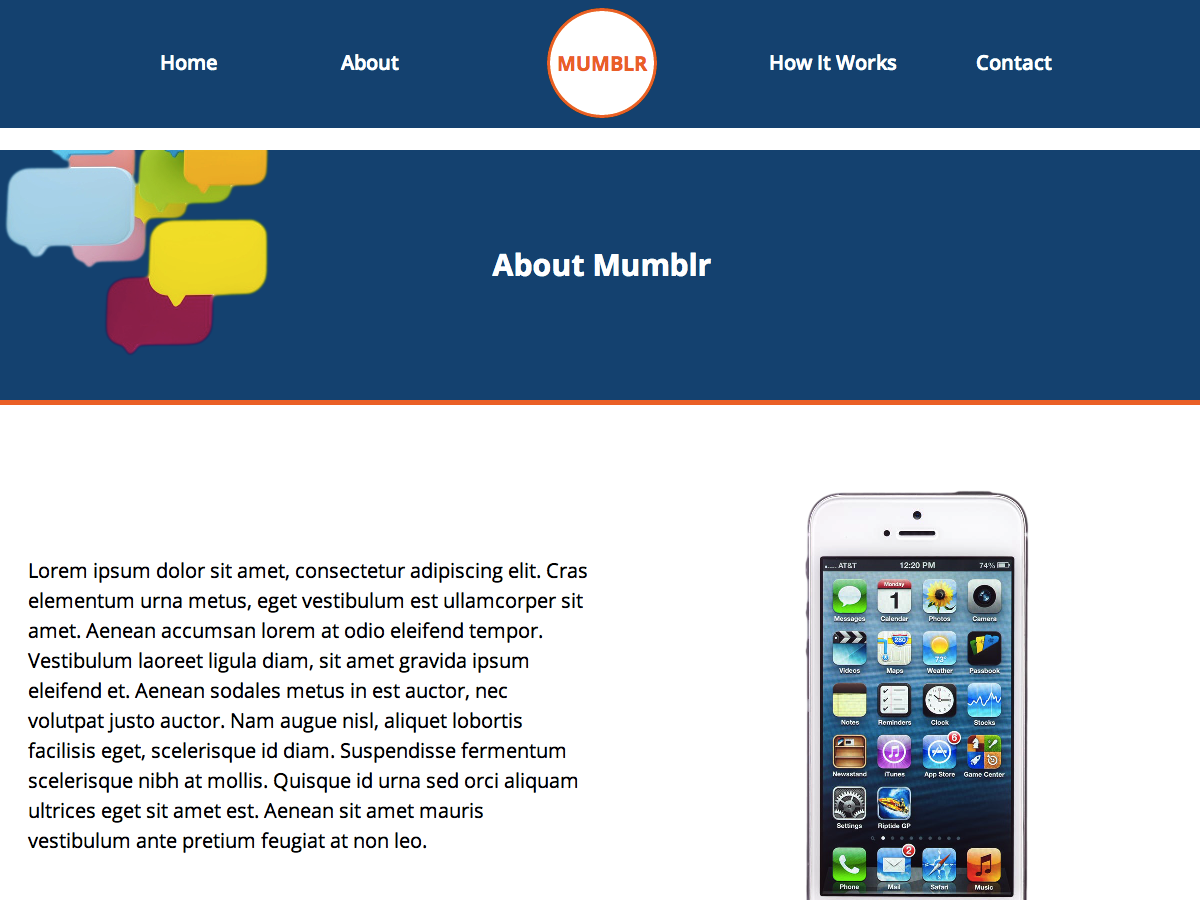 Home About MUMBLR How It Works Contact
About Mumblr
Lorem ipsum dolor sit amet, consectetur adipiscing elit. Cras
elementum urna metus, eget vestibulum est ullamcorper sit
amet. Aenean accumsan lorem at odio eleifend tempor.
Vestibulum laoreet ligula diam, sit amet gravida ipsum
eleifend et. Aenean sodales metus in est auctor, nec
volutpat justo auctor. Nam augue nisl, aliquet lobortis
facilisis eget, scelerisque id diam. Suspendisse fermentum
scelerisque nibh at mollis. Quisque id urna sed orci aliquam
ultrices eget sit amet est. Aenean sit amet mauris
vestibulum ante pretium feugiat at non leo.
AT&T 12:20 PM 74%
Monday
1
Messages Calendar Photos Camera
280
73°
Videos Maps Weather Passbook
Notes Reminders Clock Stocks
6
Newsstand iTunes App Store Game Center
Settings Riptide GP
2
Phone Mail Safari Music